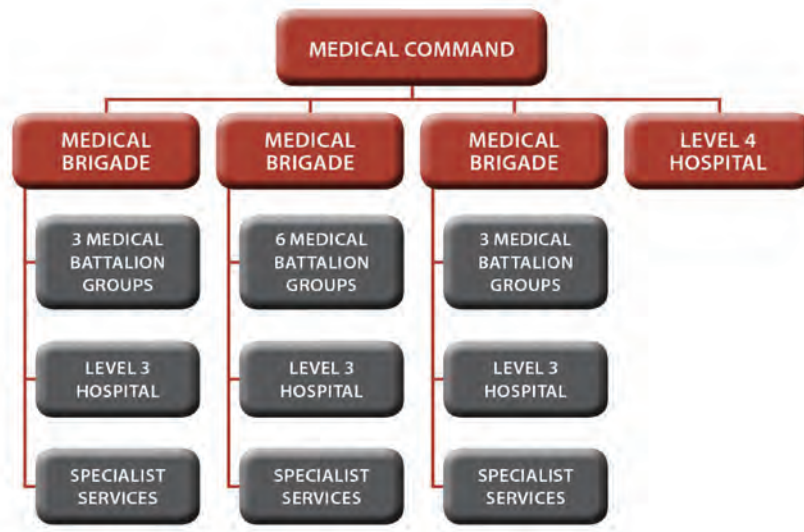 MEDICAL COMMAND
MEDICAL
BRIGADE
MEDICAL
BRIGADE
MEDICAL
BRIGADE
LEVEL 4
HOSPITAL
3 MEDICAL
BATTALION
GROUPS
6 MEDICAL
BATTALION
GROUPS
3 MEDICAL
BATTALION
GROUPS
LEVEL 3
HOSPITAL
LEVEL 3
HOSPITAL
LEVEL 3
HOSPITAL
SPECIALIST
SERVICES
SPECIALIST
SERVICES
SPECIALIST
SERVICES